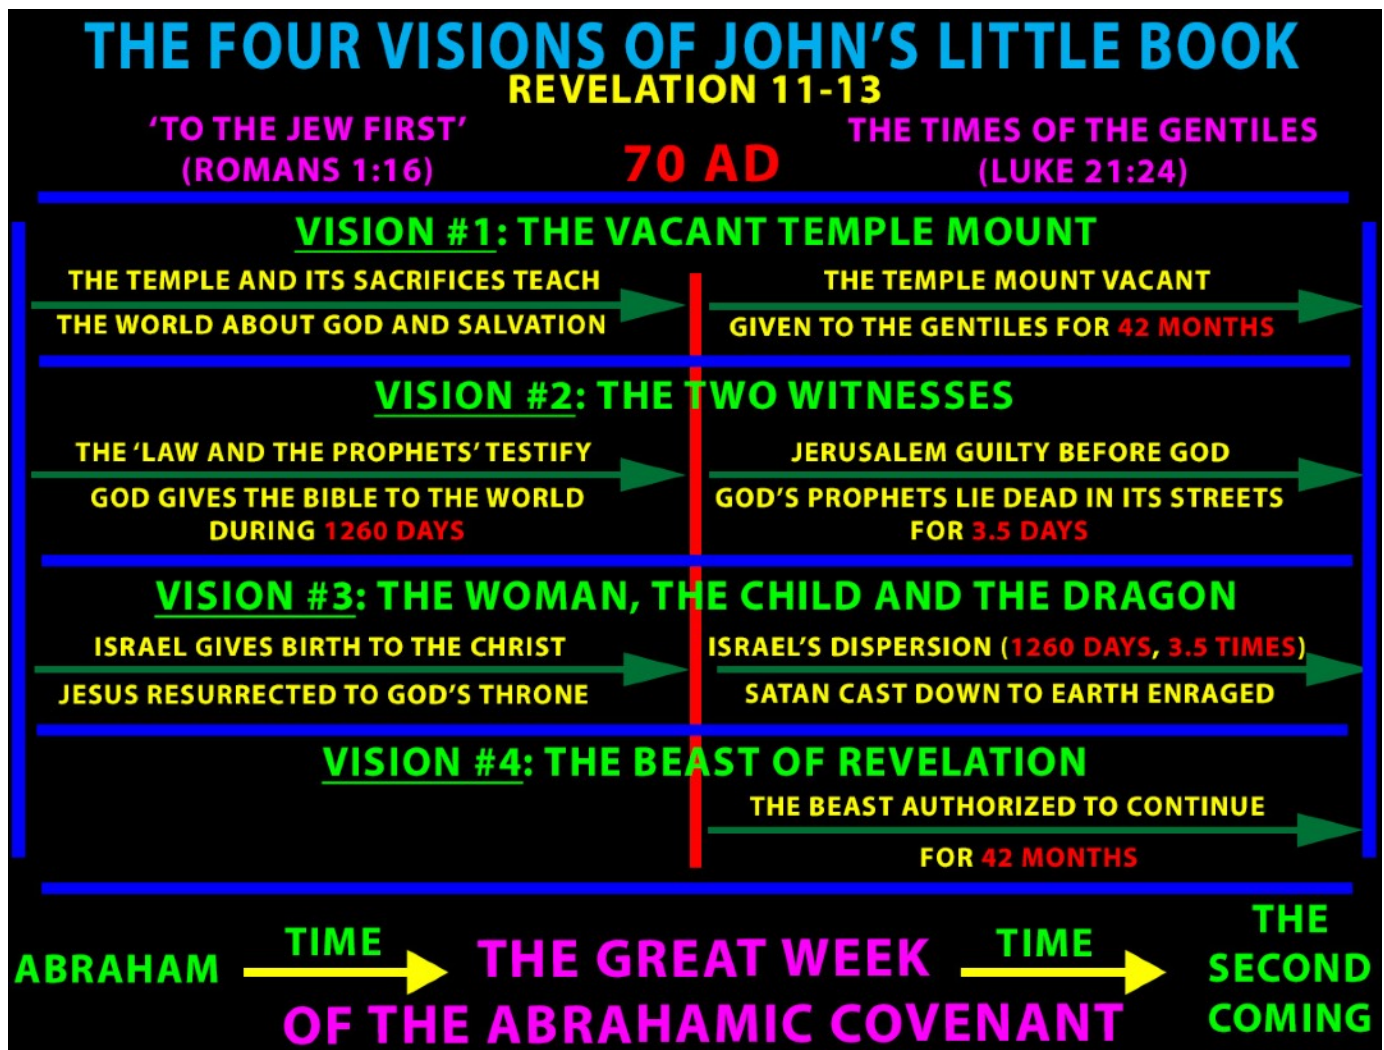 THE FOUR VISIONS OF JOHN'S LITTLE BOOK
REVELATION 11-13
'TO THE JEW FIRST'
(ROMANS 1:16)
70 AD
THE TIMES OF THE GENTILES
(LUKE 21:24)
VISION #1: THE VACANT TEMPLE MOUNT
THE TEMPLE AND ITS SACRIFICES TEACH
THE WORLD ABOUT GOD AND SALVATION
THE TEMPLE MOUNT VACANT
GIVEN TO THE GENTILES FOR 42 MONTHS
VISION #2: THE TWO WITNESSES
THE 'LAW AND THE PROPHETS' TESTIFY
GOD GIVES THE BIBLE TO THE WORLD
DURING 1260 DAYS
JERUSALEM GUILTY BEFORE GOD
GOD'S PROPHETS LIE DEAD IN ITS STREETS
FOR 3.5 DAYS
VISION #3: THE WOMAN, THE CHILD AND THE DRAGON
ISRAEL GIVES BIRTH TO THE CHRIST
JESUS RESURRECTED TO GOD'S THRONE
ISRAEL'S DISPERSION (1260 DAYS, 3.5 TIMES)
SATAN CAST DOWN TO EARTH ENRAGED
VISION #4: THE BEAST OF REVELATION
THE BEAST AUTHORIZED TO CONTINUE
FOR 42 MONTHS
ABRAHAM
TIME
THE GREAT WEEK
OF THE ABRAHAMIC COVENANT
TIME
THE
SECOND
COMING